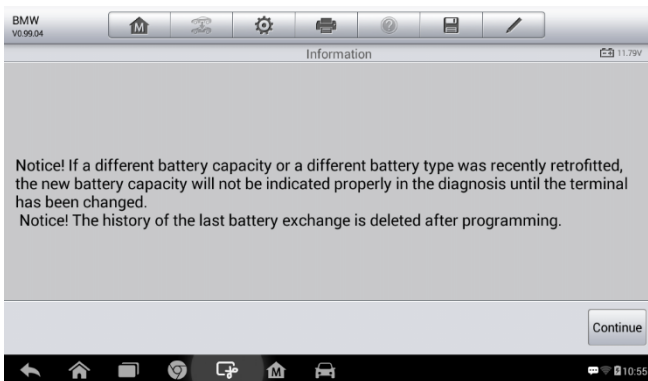 BMW
V0.99.04
M
Information
11.79V
Notice! If a different battery capacity or a different battery type was recently retrofitted,
the new battery capacity will not be indicated properly in the diagnosis until the terminal
has been changed.
Notice! The history of the last battery exchange is deleted after programming.
Continue
M
10:55